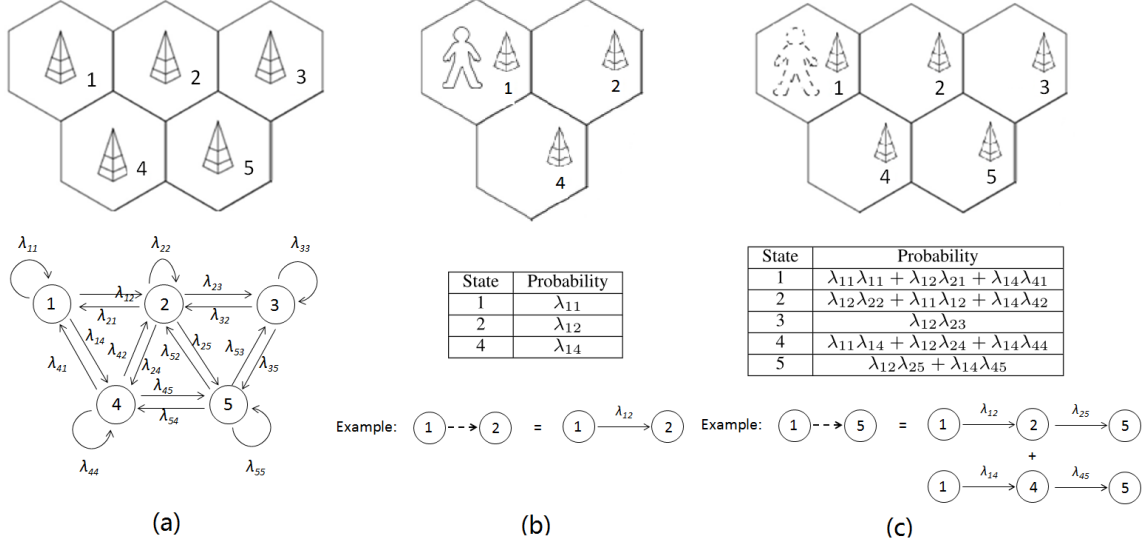 1 2 3
4 5
1 2
4
1 2 3
4 5
λ11 λ22 λ33
λ12 λ23
1 2 3
λ21 λ32
λ14 λ42 λ25 λ52 λ53
λ41 λ24 λ35
λ45
4 5
λ54
λ44 λ55
(a)
State Probability
1 λ11
2 λ12
4 λ14
Example: 1 2 = 1 λ12 2
(b)
State Probability
1 λ11λ11 + λ12λ21 + λ14λ41
2 λ12λ22 + λ11λ12 + λ14λ42
3 λ12λ23
4 λ11λ14 + λ12λ24 + λ14λ44
5 λ12λ25 + λ14λ45
Example: 1 5 = 1 λ12 2 λ25 5
+
1 λ14 4 λ45 5
(c)